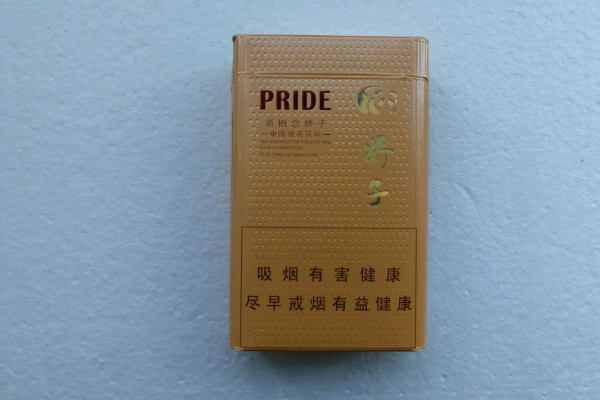 PRIDE
新概念娇子
中国驰名商标
娇
子
吸烟有害健康
尽早戒烟有益健康